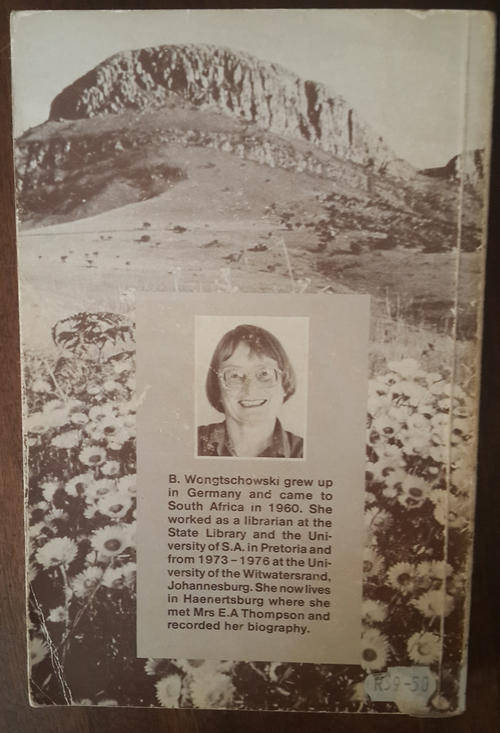 B. Wongtschowski grew up
in Germany and came to
South Africa in 1960. She
worked as a librarian at the
State Library and the Uni-
versity of S.A. in Pretoria and
from 1973–1976 at the Uni-
versity of the Witwatersrand,
Johannesburg. She now lives
in Haenertsburg where she
met Mrs E.A Thompson and
recorded her biography.
R39-50